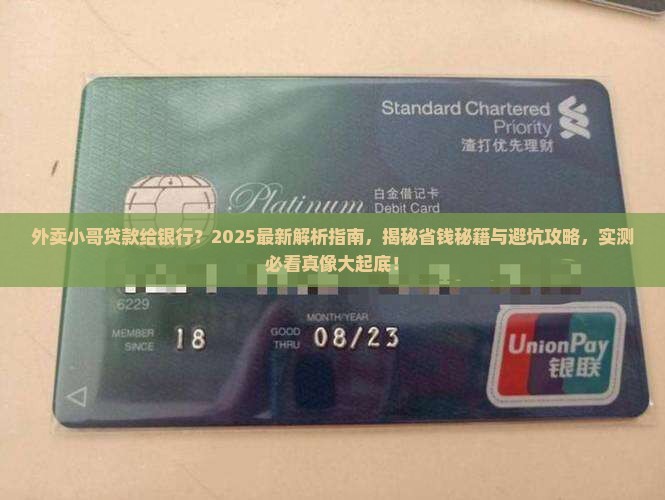 Standard Chartered
Priority
渣打优先理财
Platinum 白金借记卡
Debit Card
外卖小哥贷款给银行？2025最新解析指南，揭秘省钱秘籍与避坑攻略，实测
必看真像大起底！
6229
MONTH/YEAR
MEMBER SINCE 18 GOOD THRU 08/23
UnionPay
银联